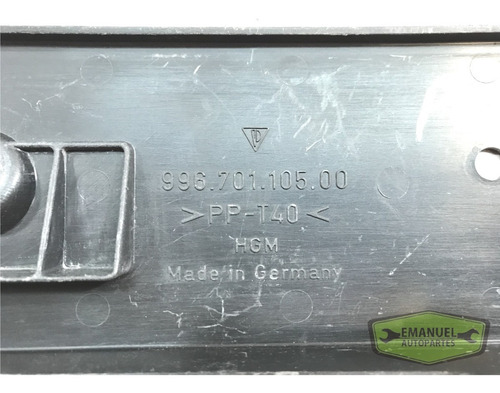 996.701.105.00
>PP-T40<
HGM
Made in Germany
EMANUEL
AUTOPARTES